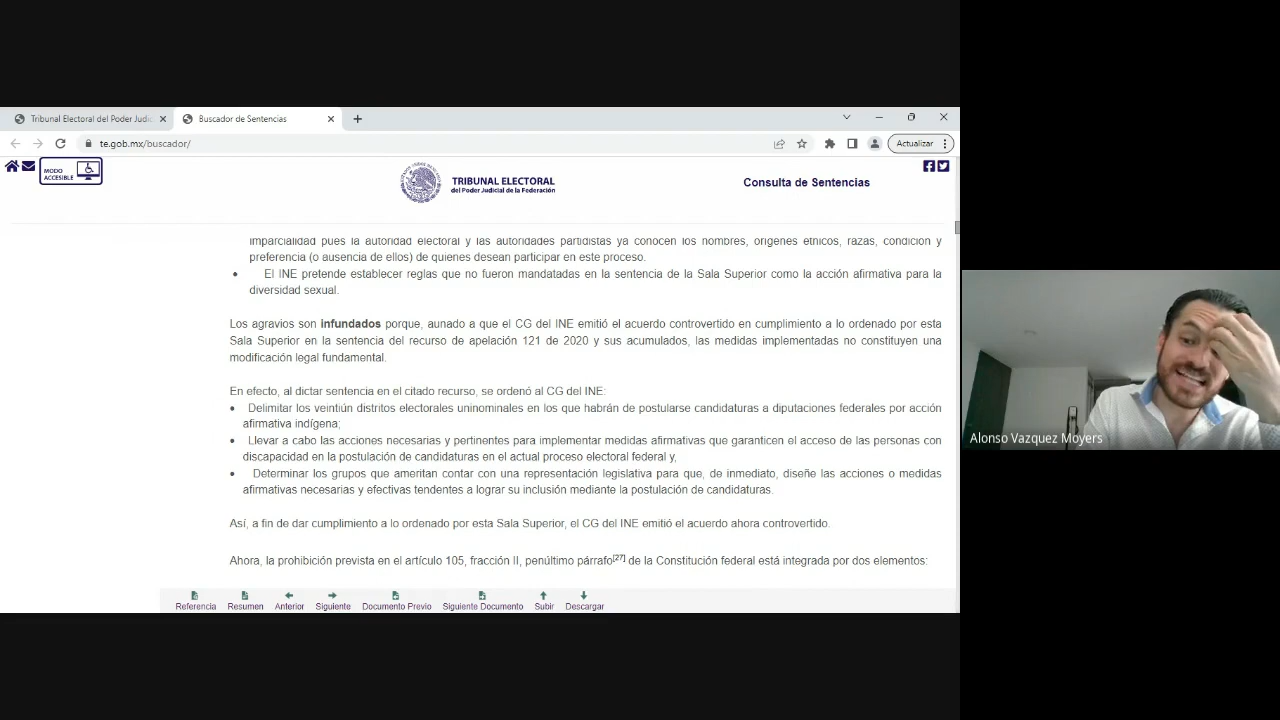 Tribunal Electoral del Poder Judic
Buscador de Sentencias
te.gob.mx/buscador/
Actualizar
MODO
ACCESIBLE
TRIBUNAL ELECTORAL
del Poder Judicial de la Federación
Consulta de Sentencias
imparcialidad pues la autoridad electoral y las autoridades partidistas ya conocen los nombres, orígenes étnicos, razas, condición y
preferencia (o ausencia de ellos) de quienes desean participar en este proceso.
• El INE pretende establecer reglas que no fueron mandatadas en la sentencia de la Sala Superior como la acción afirmativa para la
diversidad sexual.
Los agravios son infundados porque, aunado a que el CG del INE emitió el acuerdo controvertido en cumplimiento a lo ordenado por esta
Sala Superior en la sentencia del recurso de apelación 121 de 2020 y sus acumulados, las medidas implementadas no constituyen una
modificación legal fundamental.
En efecto, al dictar sentencia en el citado recurso, se ordenó al CG del INE:
• Delimitar los veintiún distritos electorales uninominales en los que habrán de postularse candidaturas a diputaciones federales por acción
afirmativa indígena;
• Llevar a cabo las acciones necesarias y pertinentes para implementar medidas afirmativas que garanticen el acceso de las personas con
discapacidad en la postulación de candidaturas en el actual proceso electoral federal y,
• Determinar los grupos que ameritan contar con una representación legislativa para que, de inmediato, diseñe las acciones o medidas
afirmativas necesarias y efectivas tendentes a lograr su inclusión mediante la postulación de candidaturas.
Así, a fin de dar cumplimiento a lo ordenado por esta Sala Superior, el CG del INE emitió el acuerdo ahora controvertido.
Ahora, la prohibición prevista en el artículo 105, fracción II, penúltimo párrafo[27] de la Constitución federal está integrada por dos elementos:
Referencia Resumen Anterior Siguiente Documento Previo Siguiente Documento Subir Descargar
Alonso Vazquez Moyers